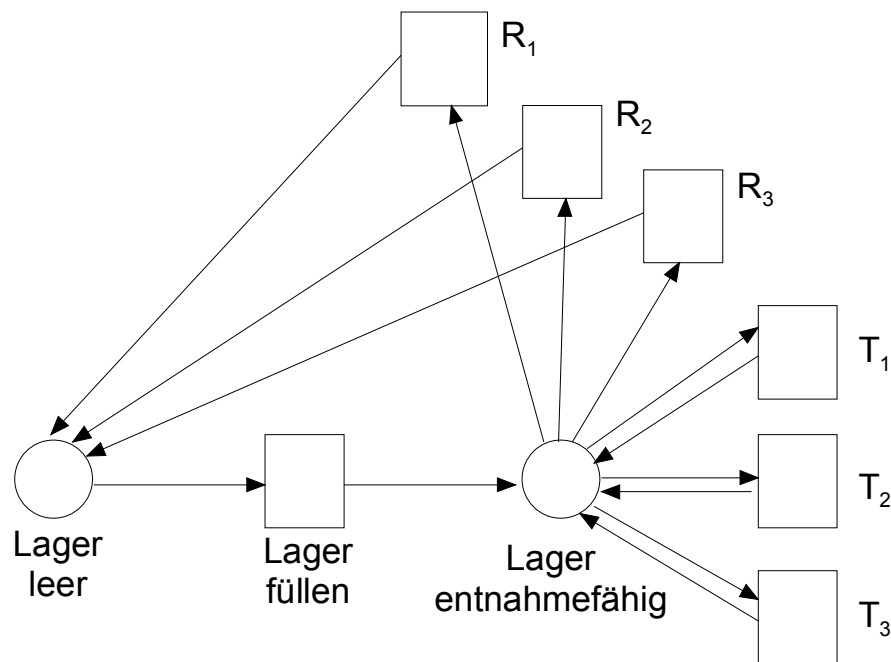 R₁
R₂
R₃
T₁
T₂
T₃
Lager
leer
Lager
füllen
Lager
entnahmefähig